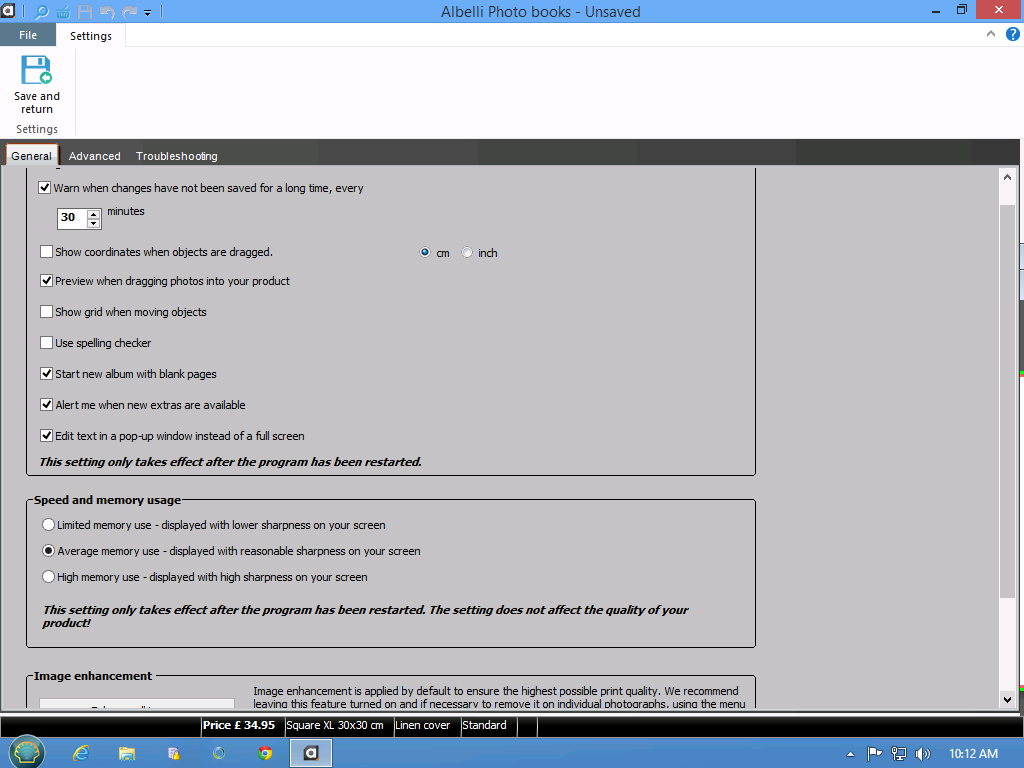 Albelli Photo books - Unsaved
File
Settings
Save and
return
Settings
General
Advanced
Troubleshooting
Warn when changes have not been saved for a long time, every
30
minutes
Show coordinates when objects are dragged.
cm
inch
Preview when dragging photos into your product
Show grid when moving objects
Use spelling checker
Start new album with blank pages
Alert me when new extras are available
Edit text in a pop-up window instead of a full screen
This setting only takes effect after the program has been restarted.
Speed and memory usage
Limited memory use - displayed with lower sharpness on your screen
Average memory use - displayed with reasonable sharpness on your screen
High memory use - displayed with high sharpness on your screen
This setting only takes effect after the program has been restarted. The setting does not affect the quality of your
product!
Image enhancement
Image enhancement is applied by default to ensure the highest possible print quality. We recommend
leaving this feature turned on and if necessary to remove it on individual photographs, using the menu
Price £ 34.95
Square XL 30x30 cm
Linen cover
Standard
10:12 AM